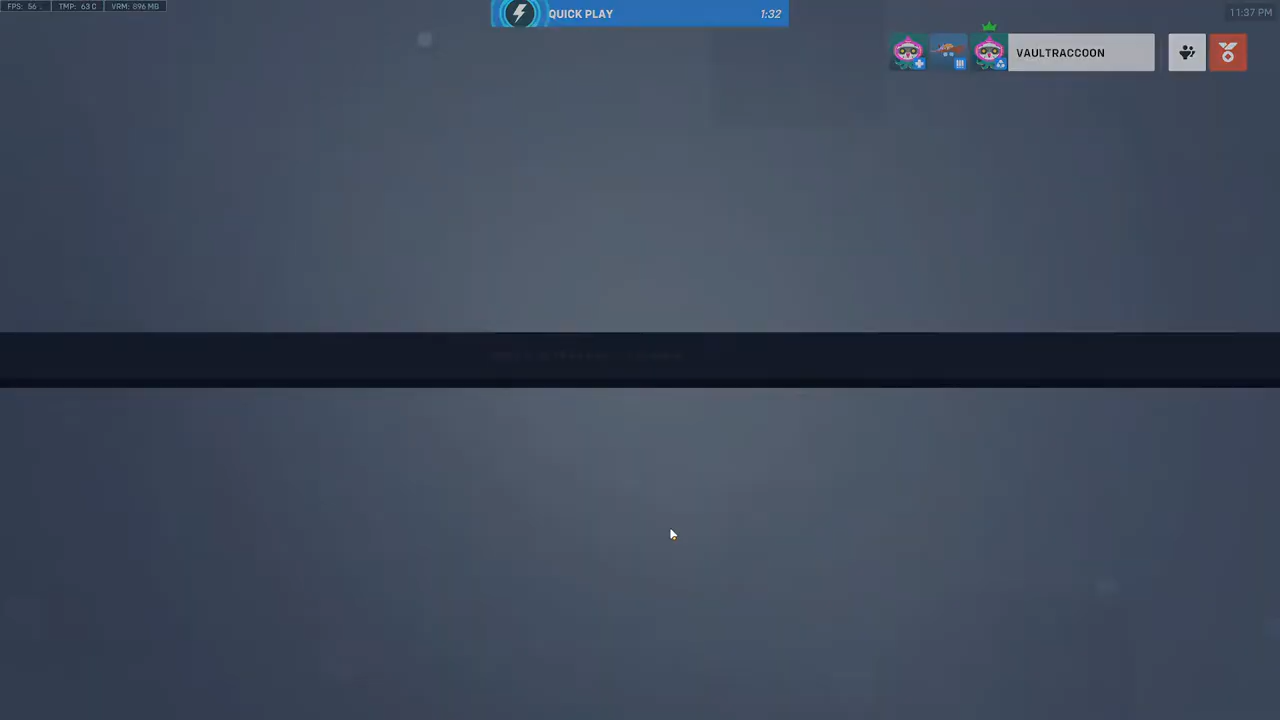 FPS: 56 TMP: 63 C VRM: 896 MB
QUICK PLAY 1:32
11:37 PM
VAULTRACCOON